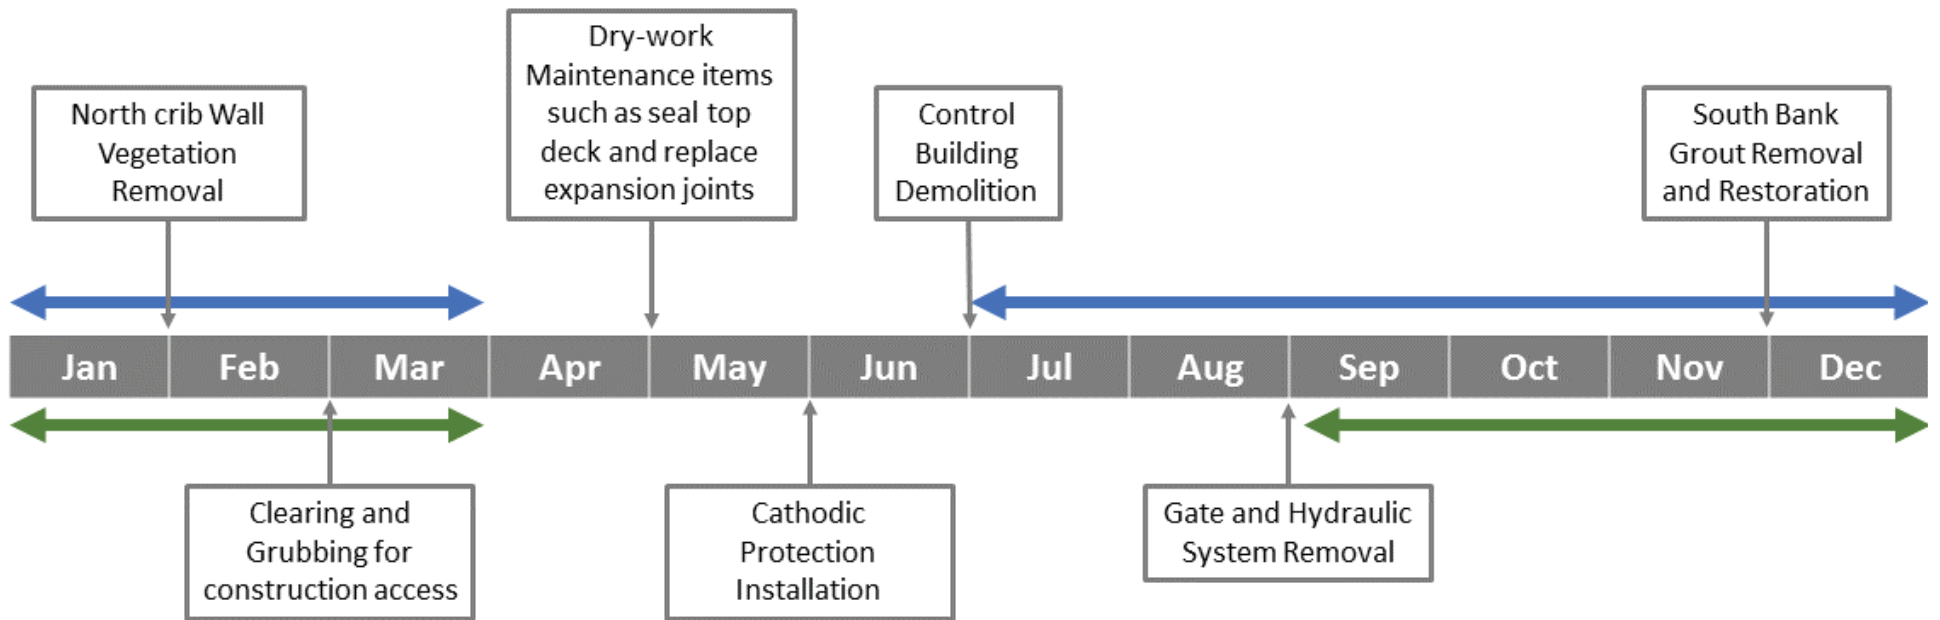 North crib Wall
Vegetation
Removal
Dry-work
Maintenance items
such as seal top
deck and replace
expansion joints
Control
Building
Demolition
South Bank
Grout Removal
and Restoration
Jan Feb Mar Apr May Jun Jul Aug Sep Oct Nov Dec
Clearing and
Grubbing for
construction access
Cathodic
Protection
Installation
Gate and Hydraulic
System Removal